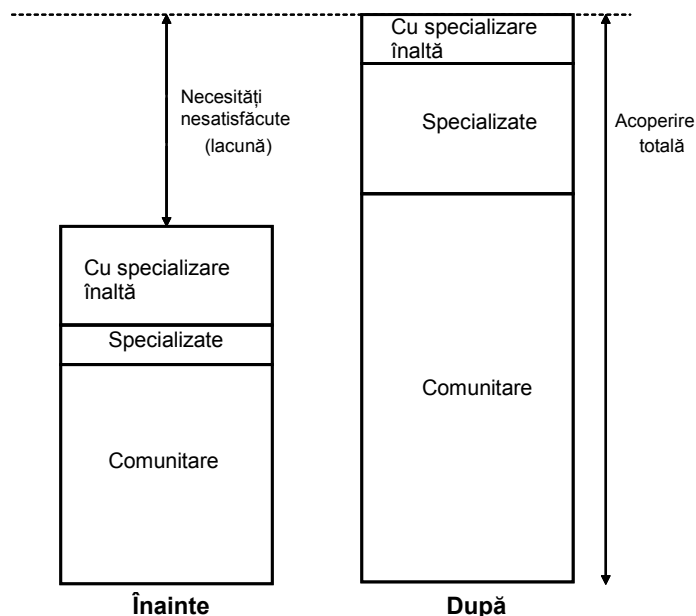 Cu specializare
înaltă
Necesități
nesatisfăcute
(lacună)
Specializate
Acoperire
totală
Cu specializare
înaltă
Specializate
Comunitare
Comunitare
Înainte
După